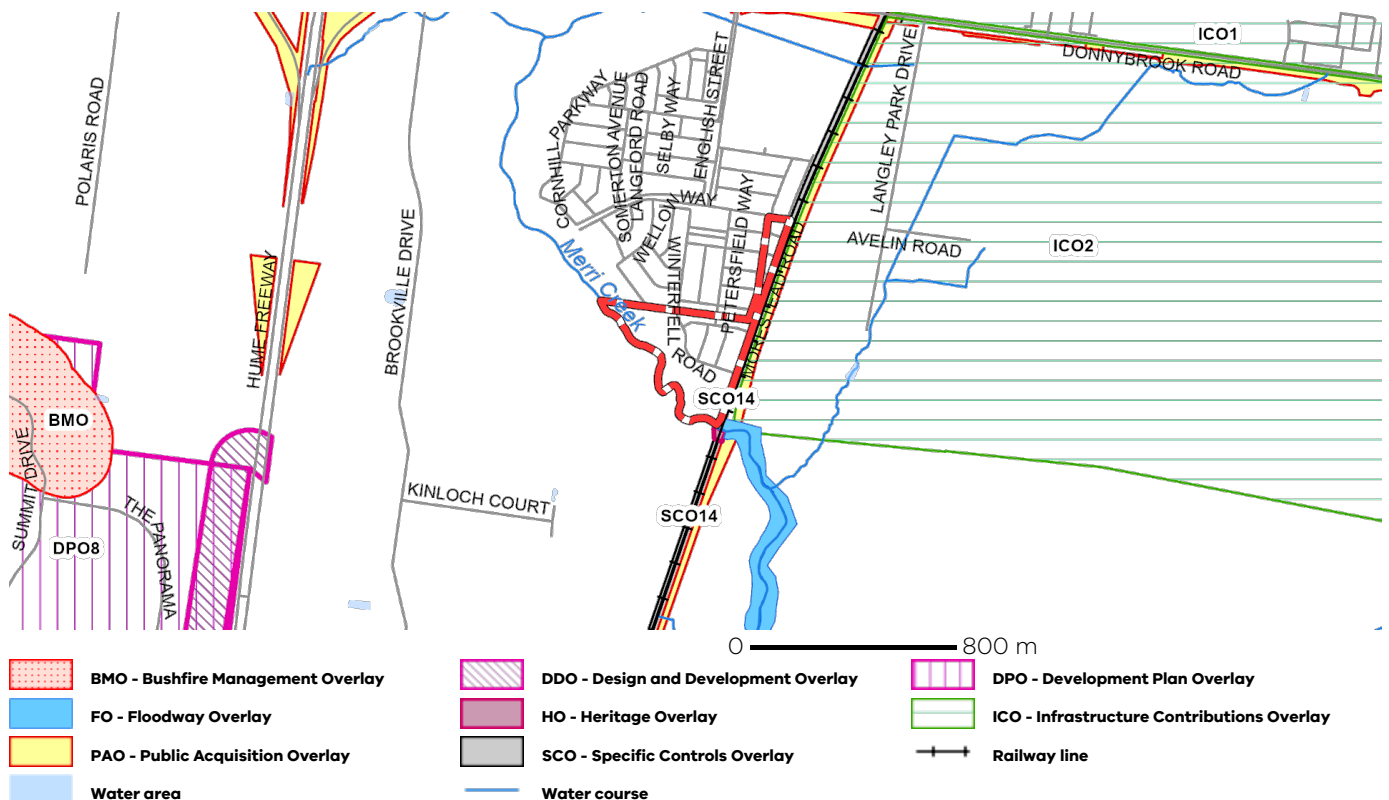 ICO1
DONNYBROOK ROAD
POLARIS ROAD
CORNHILL PARKWAY
SOMERTON AVENUE
LANGFORD ROAD
SELBY WAY
ENGLISH STREET
LANGLEY PARK DRIVE
WAY
WELLOW
WINTERFELL
PETERSFIELD WAY
AVELIN ROAD
ICO2
Merri Creek
MORESTEAD ROAD
HUME FREEWAY
BROOKVILLE DRIVE
ROAD
SCO14
BMO
SUMMIT DRIVE
DPO8
THE PANORAMA
KINLOCH COURT
SCO14
0 800 m
BMO - Bushfire Management Overlay
DDO - Design and Development Overlay
DPO - Development Plan Overlay
FO - Floodway Overlay
HO - Heritage Overlay
ICO - Infrastructure Contributions Overlay
PAO - Public Acquisition Overlay
SCO - Specific Controls Overlay
Railway line
Water area
Water course